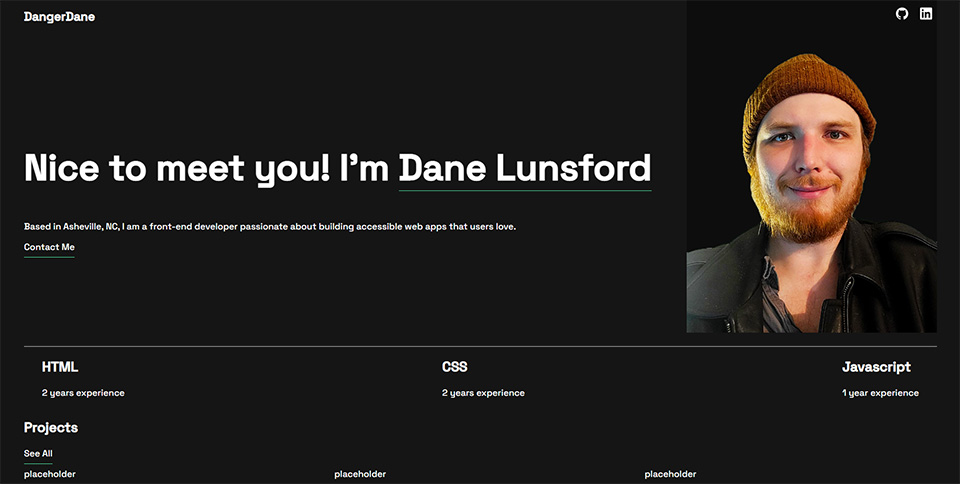 DangerDane
Nice to meet you! I'm Dane Lunsford
Based in Asheville, NC, I am a front-end developer passionate about building accessible web apps that users love.
Contact Me
HTML
CSS
Javascript
2 years experience
2 years experience
1 year experience
Projects
See All
placeholder
placeholder
placeholder